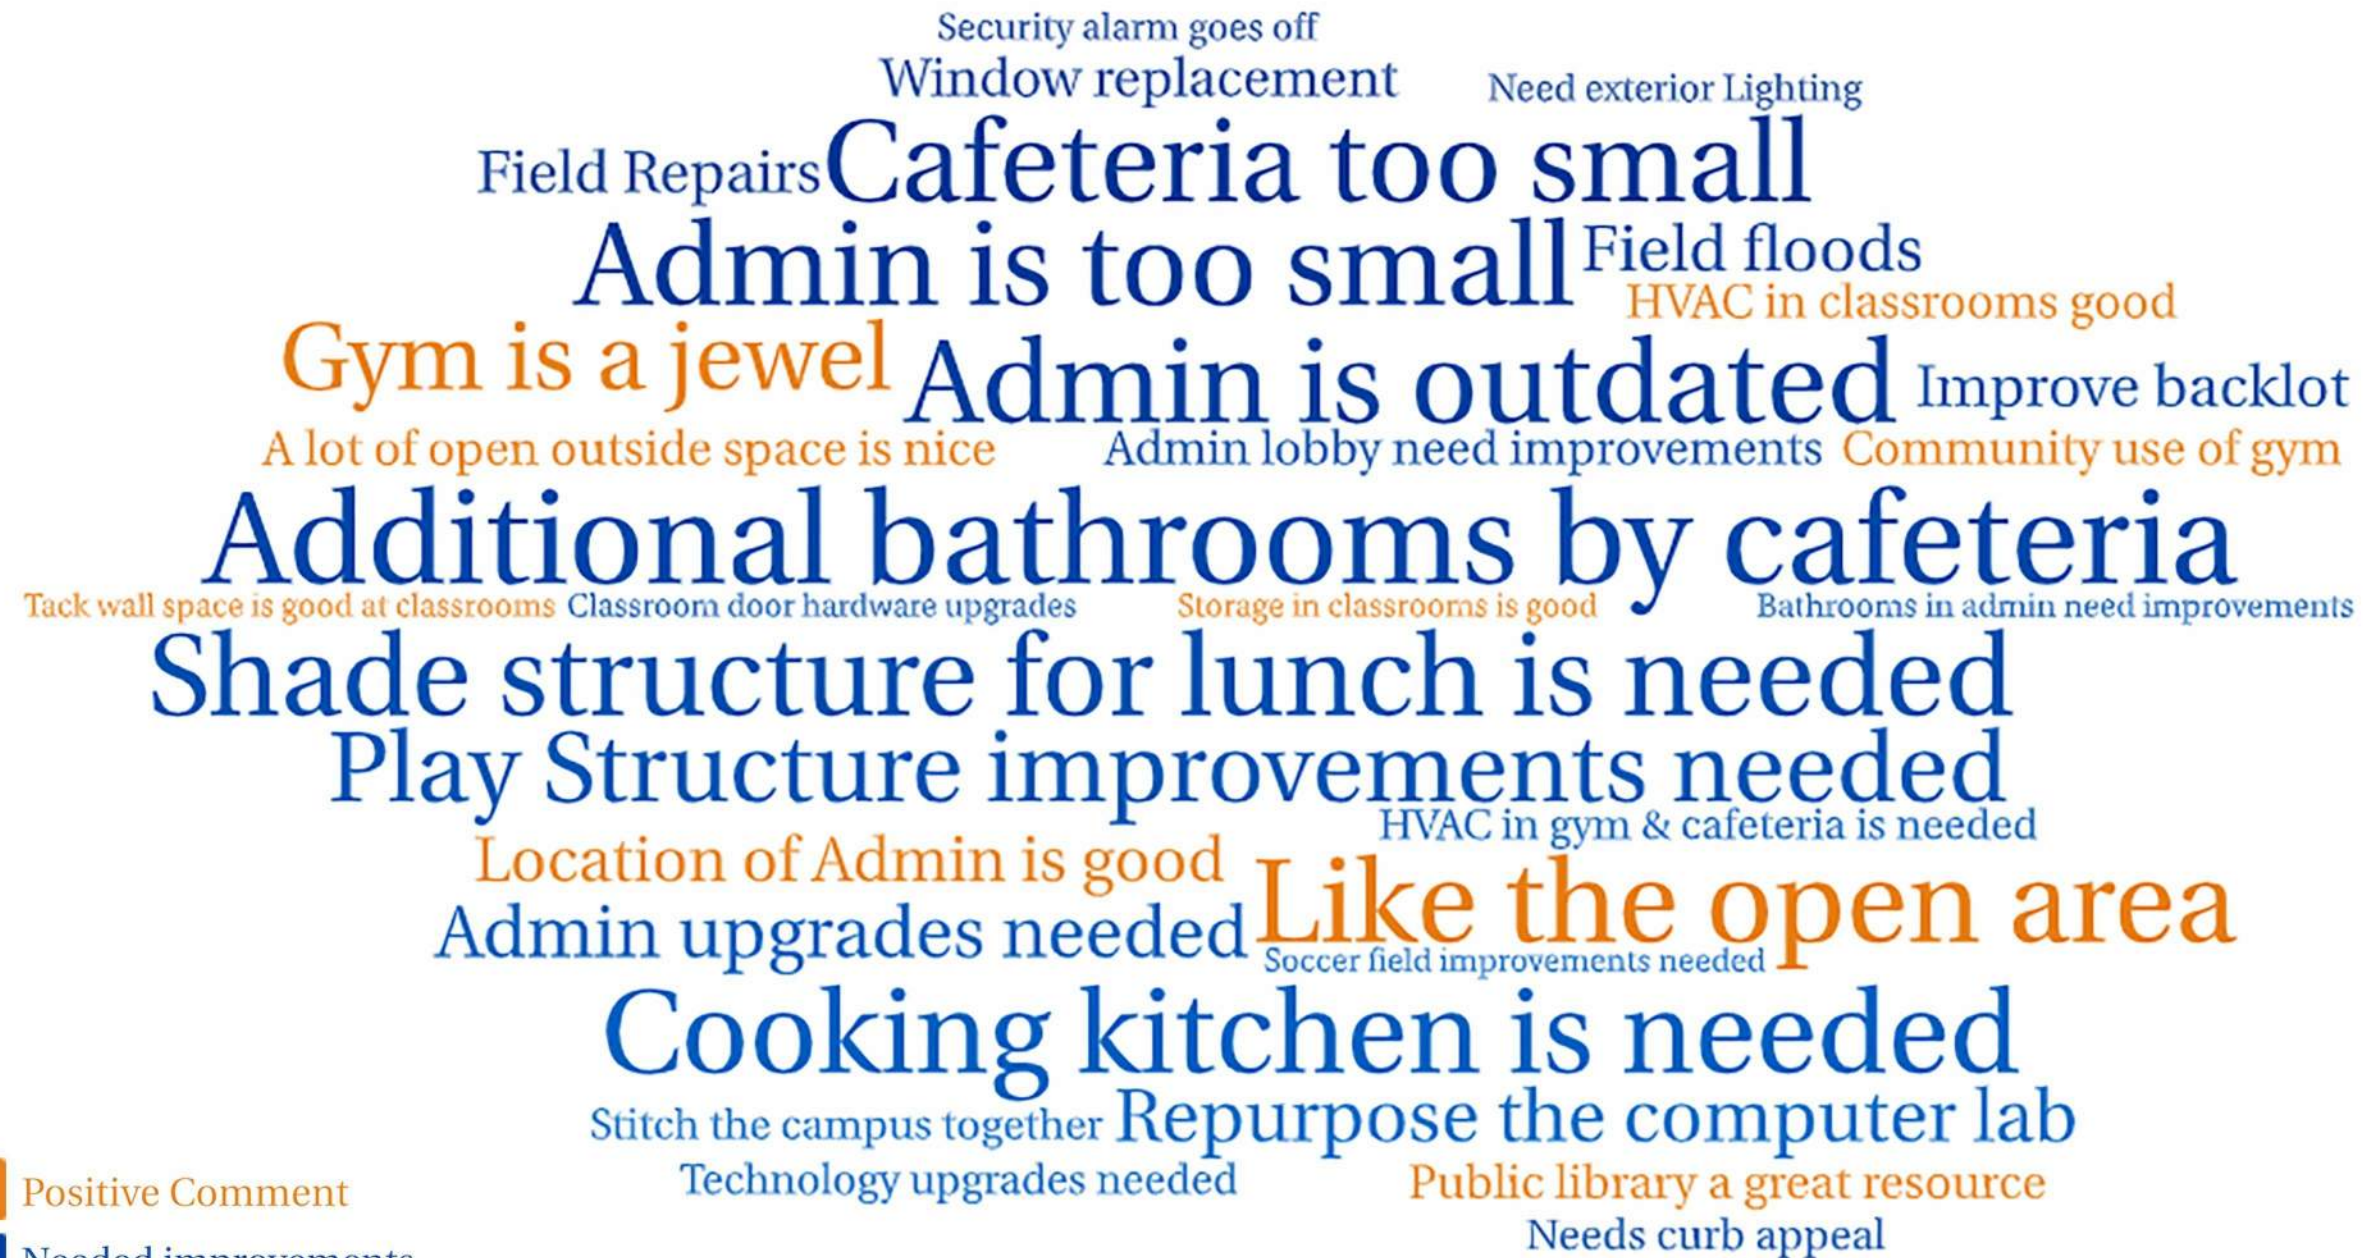 Security alarm goes off
Window replacement
Need exterior Lighting
Field Repairs
Cafeteria too small
Admin is too small
Field floods
HVAC in classrooms good
Gym is a jewel
Admin is outdated
Improve backlot
A lot of open outside space is nice
Admin lobby need improvements
Community use of gym
Additional bathrooms by cafeteria
Tack wall space is good at classrooms
Classroom door hardware upgrades
Storage in classrooms is good
Bathrooms in admin need improvements
Shade structure for lunch is needed
Play Structure improvements needed
HVAC in gym & cafeteria is needed
Location of Admin is good
Like the open area
Admin upgrades needed
Soccer field improvements needed
Cooking kitchen is needed
Stitch the campus together
Repurpose the computer lab
Technology upgrades needed
Public library a great resource
Needs curb appeal
Positive Comment
Needed improvements